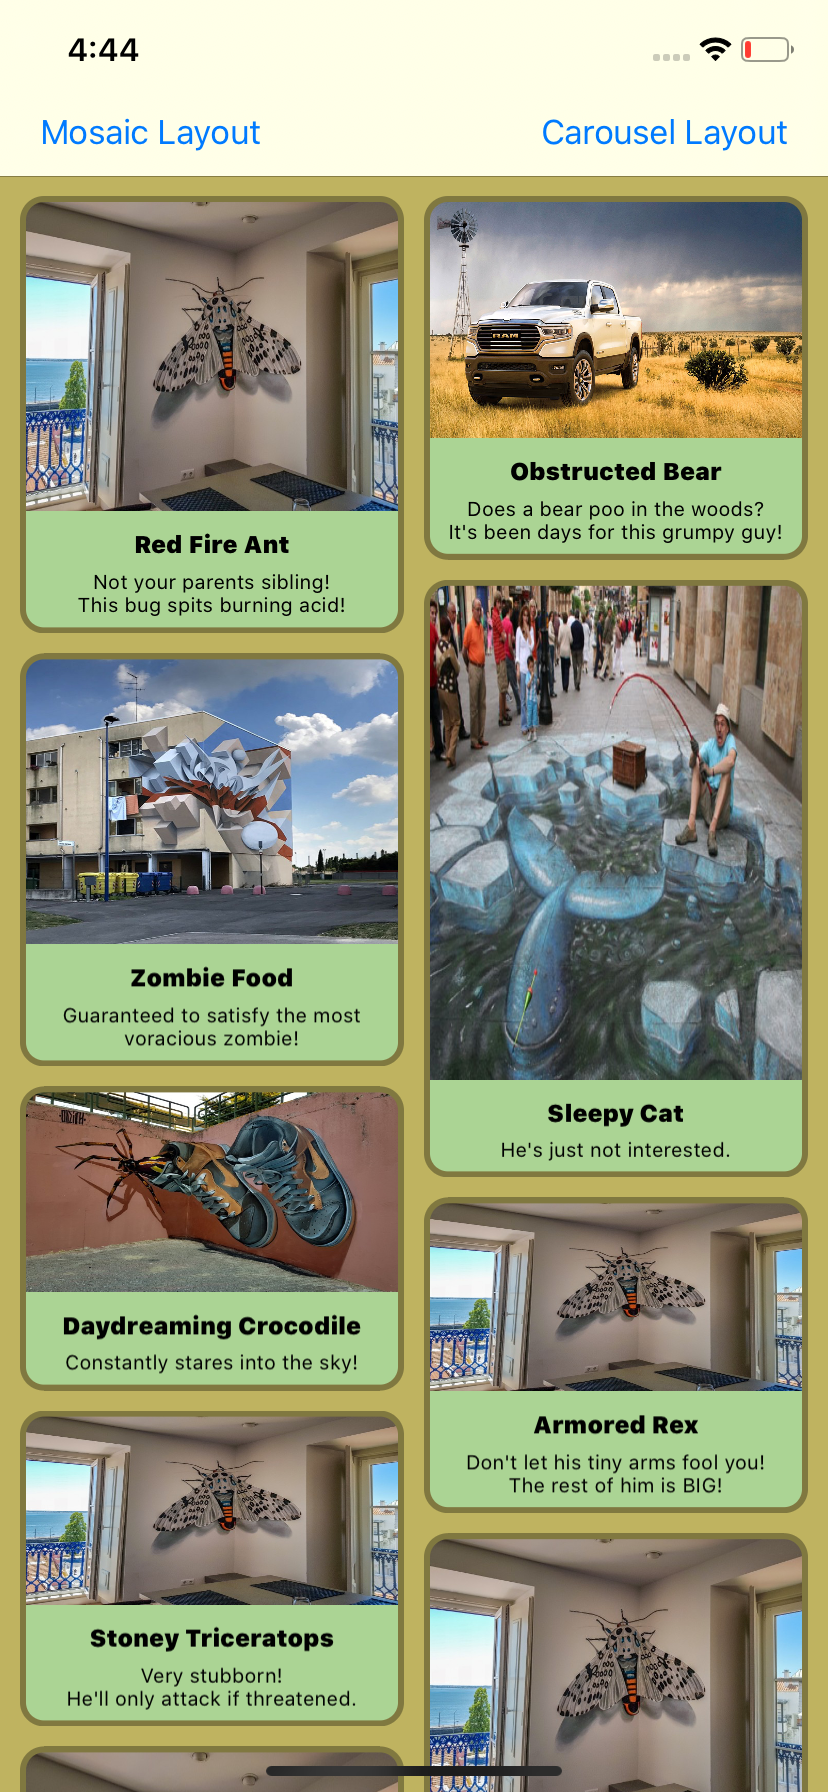 4:44
Mosaic Layout
Carousel Layout
RAM
Red Fire Ant
Not your parents sibling!
This bug spits burning acid!
Obstructed Bear
Does a bear poo in the woods?
It's been days for this grumpy guy!
Zombie Food
Guaranteed to satisfy the most
voracious zombie!
Sleepy Cat
He's just not interested.
Daydreaming Crocodile
Constantly stares into the sky!
Armored Rex
Don't let his tiny arms fool you!
The rest of him is BIG!
Stoney Triceratops
Very stubborn!
He'll only attack if threatened.